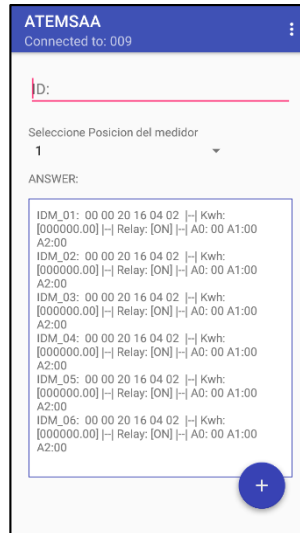 ATEMSAA
Connected to: 009
ID:
Seleccione Posicion del medidor
1
ANSWER:
IDM_01: 00 00 20 16 04 02 |--| Kwh:
[000000.00] |--| Relay: [ON] |--| A0: 00 A1:00
A2:00
IDM_02: 00 00 20 16 04 02 |--| Kwh:
[000000.00] |--| Relay: [ON] |--| A0: 00 A1:00
A2:00
IDM_03: 00 00 20 16 04 02 |--| Kwh:
[000000.00] |--| Relay: [ON] |--| A0: 00 A1:00
A2:00
IDM_04: 00 00 20 16 04 02 |--| Kwh:
[000000.00] |--| Relay: [ON] |--| A0: 00 A1:00
A2:00
IDM_05: 00 00 20 16 04 02 |--| Kwh:
[000000.00] |--| Relay: [ON] |--| A0: 00 A1:00
A2:00
IDM_06: 00 00 20 16 04 02 |--| Kwh:
[000000.00] |--| Relay: [ON] |--| A0: 00 A1:00
A2:00
+